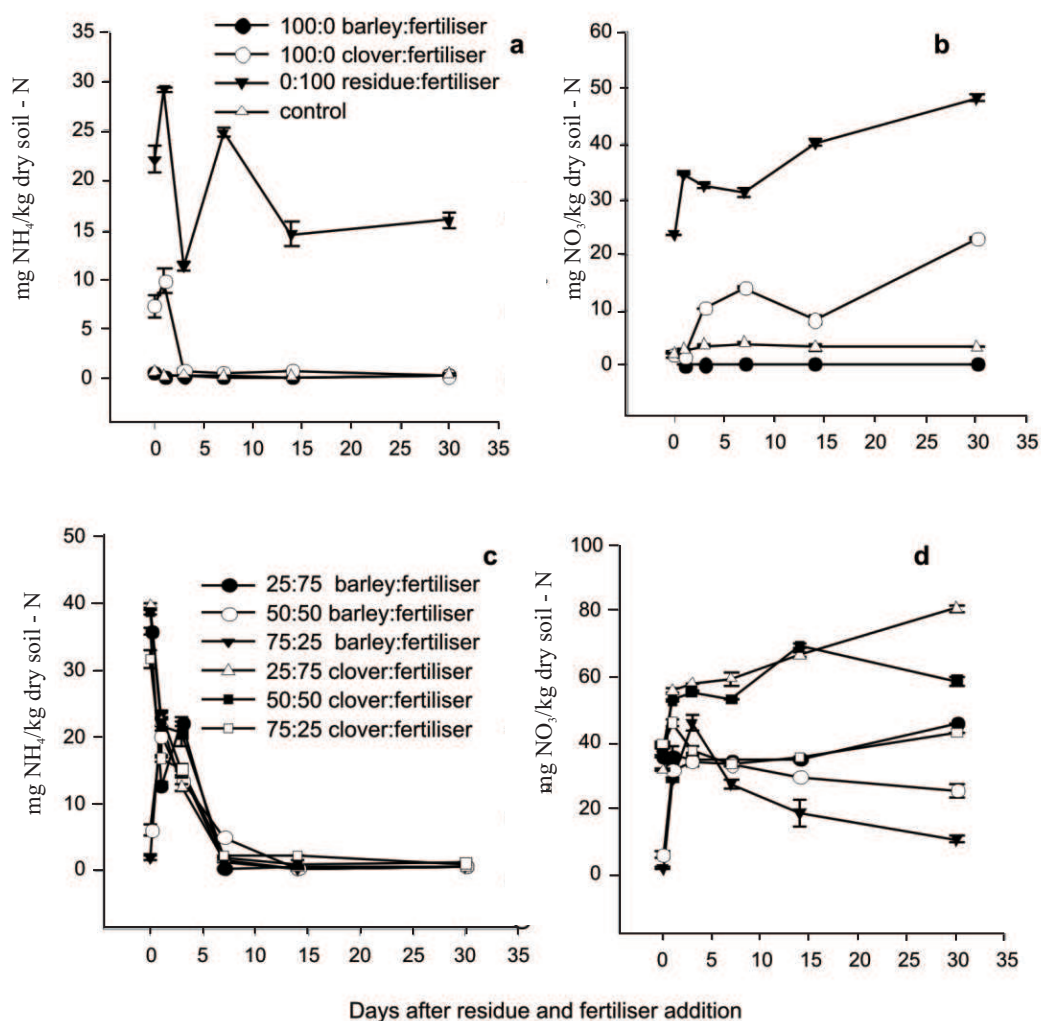 mg NH₄/kg dry soil - N
35
30
25
20
15
10
5
0
100:0 barley:fertiliser
100:0 clover:fertiliser
0:100 residue:fertiliser
control
a
0 5 10 15 20 25 30 35
mg NO₃/kg dry soil - N
60
50
40
30
20
10
0
b
0 5 10 15 20 25 30 35
mg NH₄/kg dry soil - N
50
40
30
20
10
0
c
25:75 barley:fertiliser
50:50 barley:fertiliser
75:25 barley:fertiliser
25:75 clover:fertiliser
50:50 clover:fertiliser
75:25 clover:fertiliser
0 5 10 15 20 25 30 35
mg NO₃/kg dry soil - N
100
80
60
40
20
0
d
0 5 10 15 20 25 30 35
Days after residue and fertiliser addition